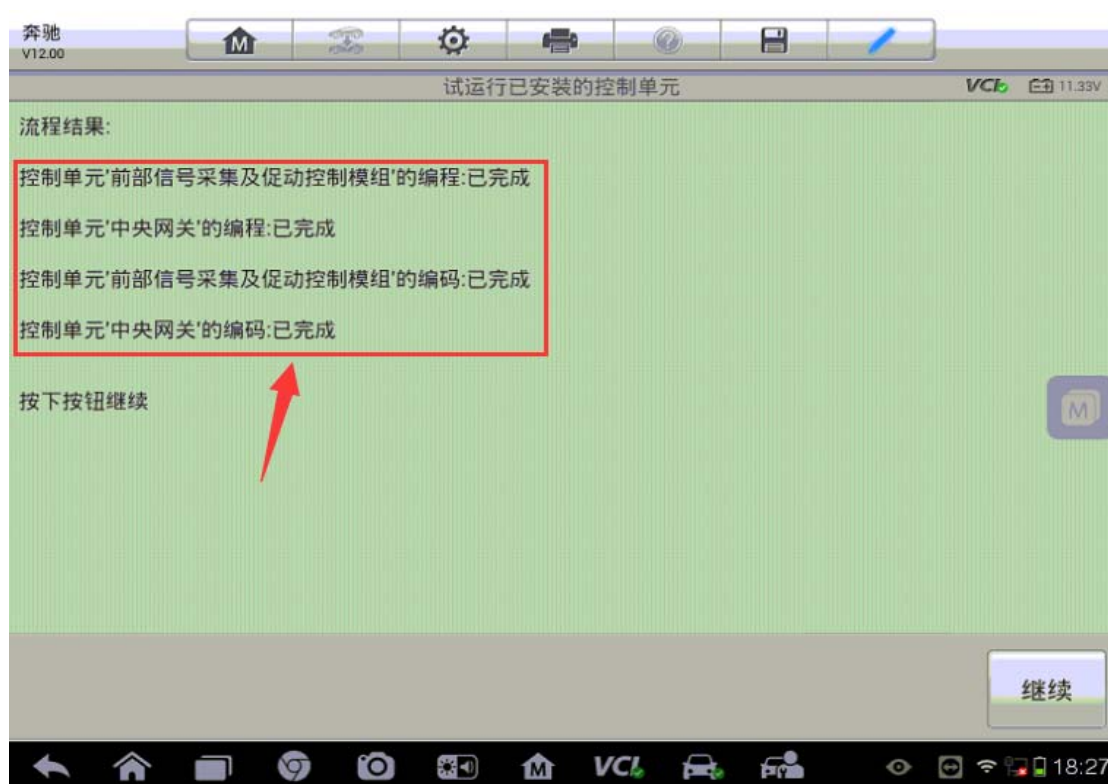 奔驰
V12.00
M
试运行已安装的控制单元
VCI
11.33V
流程结果:
控制单元'前部信号采集及促动控制模组'的编程:已完成
控制单元'中央网关'的编程:已完成
控制单元'前部信号采集及促动控制模组'的编码:已完成
控制单元'中央网关'的编码:已完成
按下按钮继续
M
继续
M
VCI
18:27